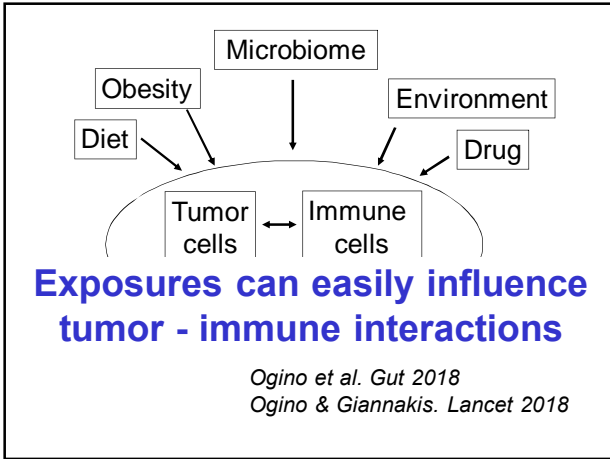 Microbiome
Obesity
Environment
Diet
Drug
Tumor
cells
Immune
cells
Exposures can easily influence
tumor - immune interactions
Ogino et al. Gut 2018
Ogino & Giannakis. Lancet 2018